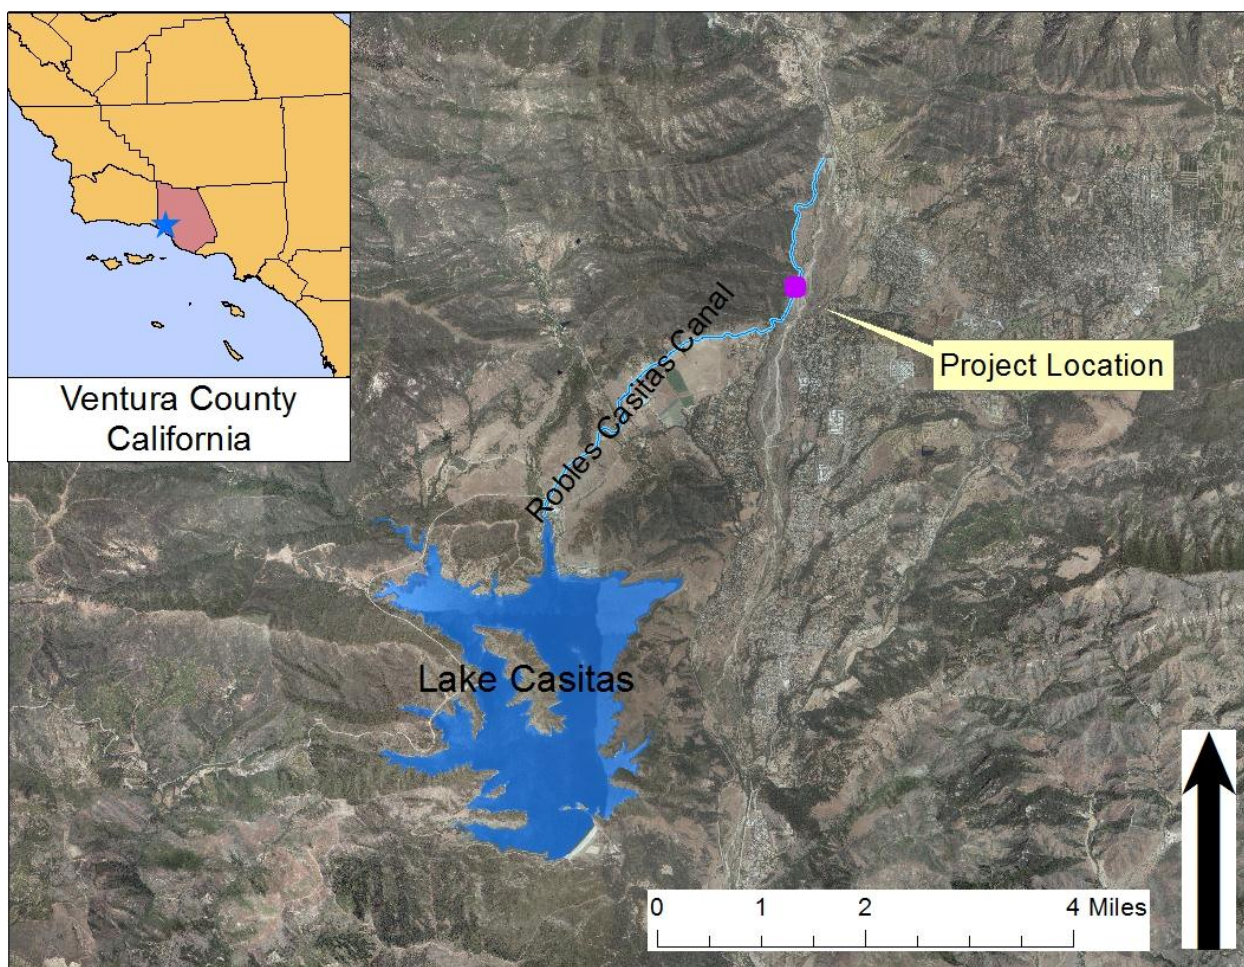 Ventura County
California
Robles Casitas Canal
Project Location
Lake Casitas
0 1 2 4 Miles